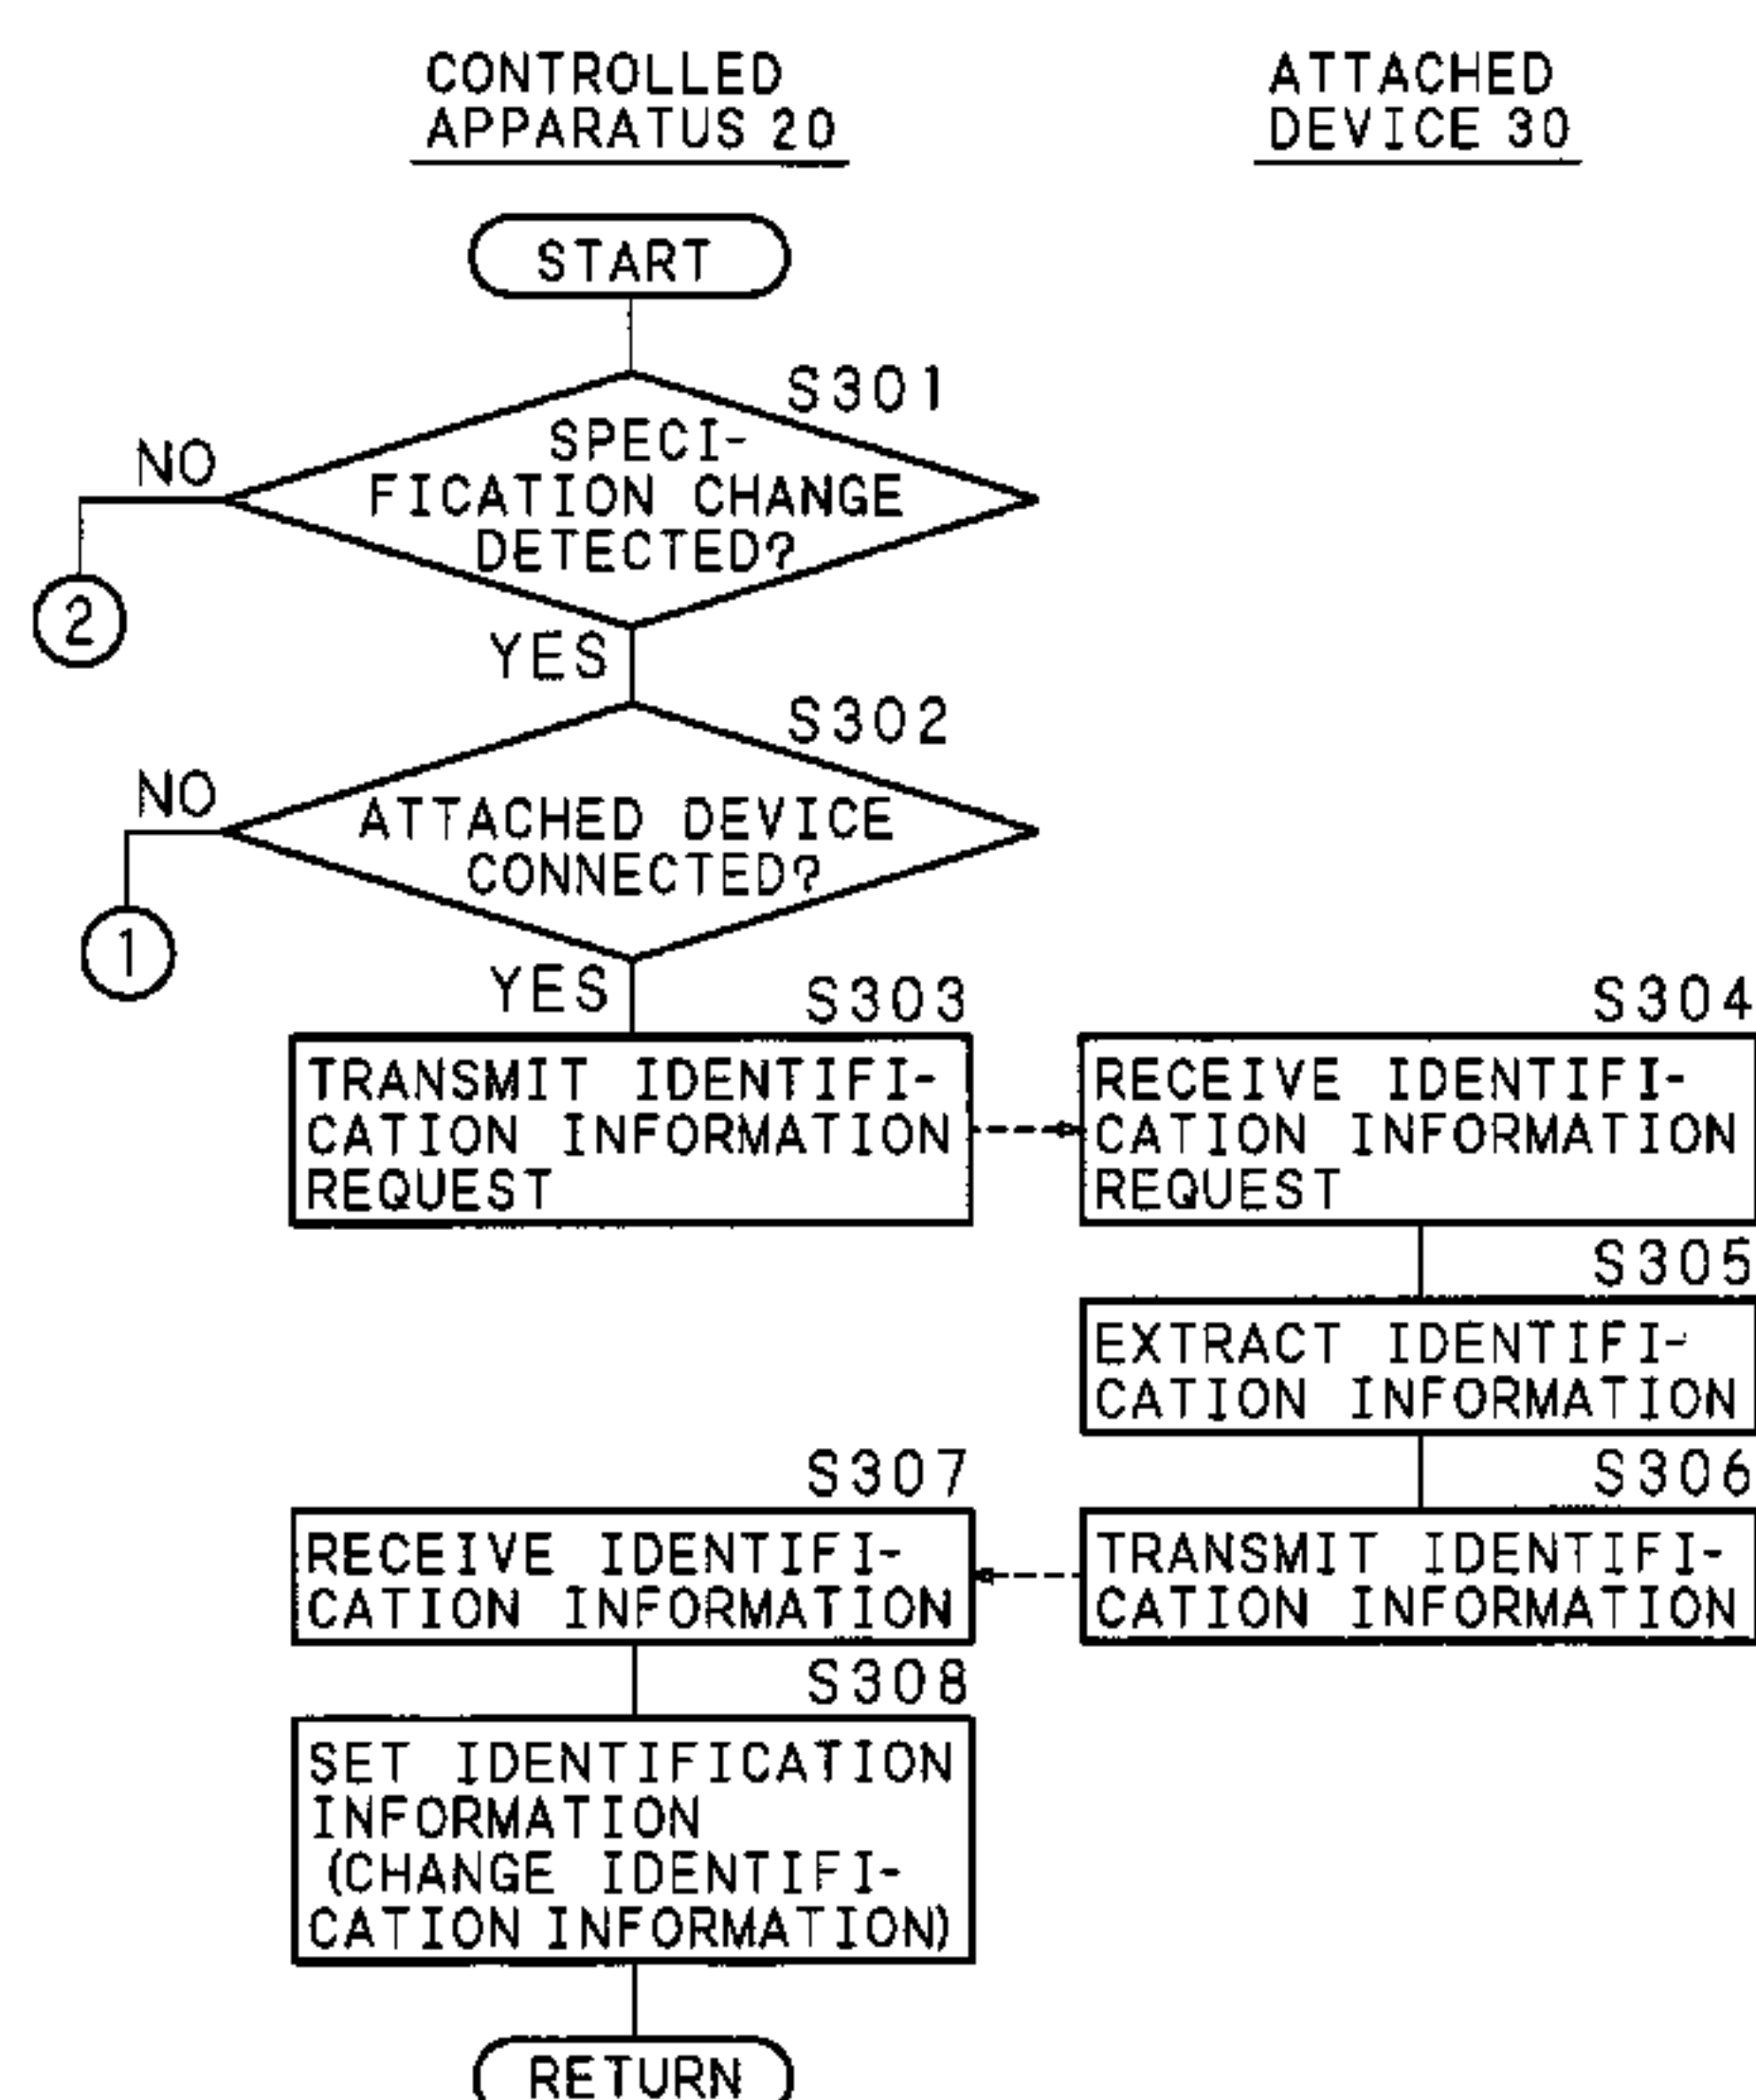 CONTROLLED
APPARATUS 20
ATTACHED
DEVICE 30
START
S301
SPECI-
FICATION CHANGE
DETECTED?
NO
2
YES
S302
ATTACHED DEVICE
CONNECTED?
NO
1
YES
S303
TRANSMIT IDENTIFI-
CATION INFORMATION
REQUEST
S304
RECEIVE IDENTIFI-
CATION INFORMATION
REQUEST
S305
EXTRACT IDENTIFI-
CATION INFORMATION
S306
TRANSMIT IDENTIFI-
CATION INFORMATION
S307
RECEIVE IDENTIFI-
CATION INFORMATION
S308
SET IDENTIFICATION
INFORMATION
(CHANGE IDENTIFI-
CATION INFORMATION)
RETURN